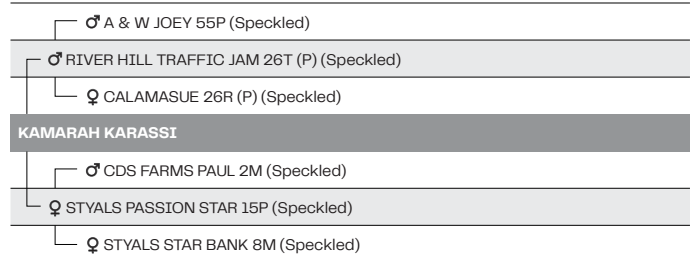 ♂ A & W JOEY 55P (Speckled)
♂ RIVER HILL TRAFFIC JAM 26T (P) (Speckled)
♀ CALAMASUE 26R (P) (Speckled)
KAMARAH KARASSI
♂ CDS FARMS PAUL 2M (Speckled)
♀ STYALS PASSION STAR 15P (Speckled)
♀ STYALS STAR BANK 8M (Speckled)